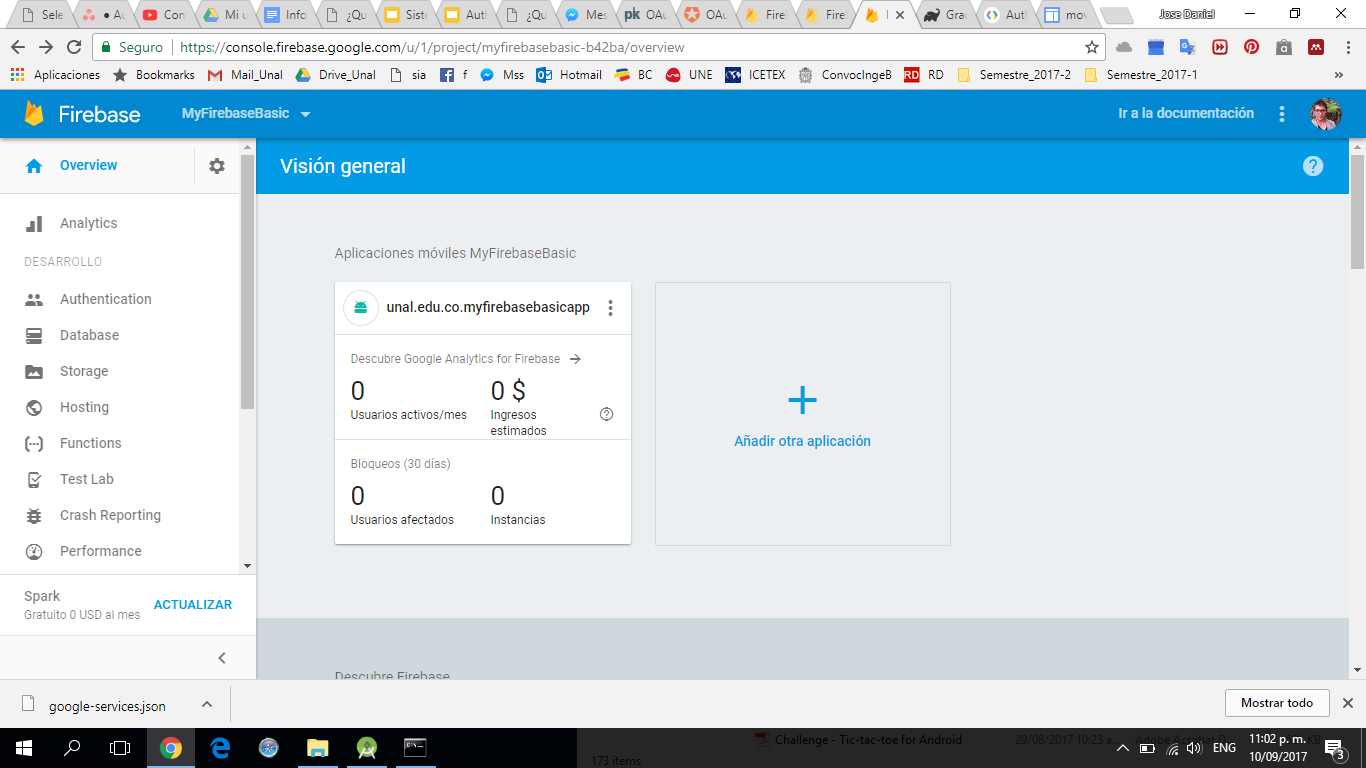 Sele
● Au
Con
Mi u
Info
¿Qu
Siste
Auth
¿Qu
Mes
pk OAu
OAu
Fire
Fire
Gra
Auth
mov
Jose Daniel
Seguro
https://console.firebase.google.com/u/1/project/myfirebasebasic-b42ba/overview
Aplicaciones
Bookmarks
Mail_Unal
Drive_Unal
sia
f
Mss
Hotmail
BC
UNE
ICETEX
ConvocIngeB
RD RD
Semestre_2017-2
Semestre_2017-1
»
Firebase
MyFirebaseBasic
Ir a la documentación
Overview
Visión general
Analytics
DESARROLLO
Authentication
Database
Storage
Hosting
Functions
Test Lab
Crash Reporting
Performance
Spark
Gratuito 0 USD al mes
ACTUALIZAR
Aplicaciones móviles MyFirebaseBasic
unal.edu.co.myfirebasebasicapp
Descubre Google Analytics for Firebase
0
0 $
Usuarios activos/mes
Ingresos
estimados
Bloqueos (30 días)
0
0
Usuarios afectados
Instancias
Añadir otra aplicación
Descubre Firebase
google-services.json
Mostrar todo
Challenge - Tic-tac-toe for Android
29/08/2017 10:23 a...
Adobe Acrobat D...
KB
173 items
ENG
11:02 p. m.
10/09/2017
3